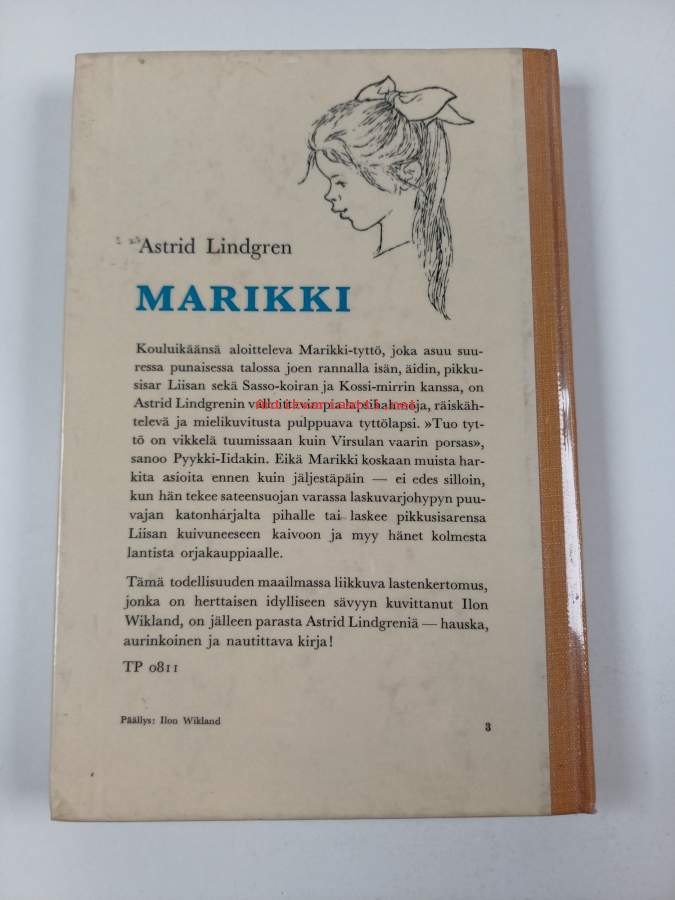 Astrid Lindgren
MARIKKI
Kouluikäänsä aloitteleva Marikki-tyttö, joka asuu suu-
ressa punaisessa talossa joen rannalla isän, äidin, pikku-
sisar Liisan sekä Sasso-koiran ja Kossi-mirrin kanssa, on
Astrid Lindgrenin lapsihahmoja, räiskäh-
televä ja mielikuvitusta pulppuava tyttölapsi. »Tuo tyt-
tö on vikkelä tuumissaan kuin Virsulan vaarin porsas»,
sanoo Pyykki-Iidakin. Eikä Marikki koskaan muista har-
kita asioita ennen kuin jäljestäpäin — ei edes silloin,
kun hän tekee sateensuojan varassa laskuvarjohypyn puu-
vajan katonharjalta pihalle tai laskee pikkusisarensa
Liisan kuivuneeseen kaivoon ja myy hänet kolmesta
lantista orjakauppiaalle.
Tämä todellisuuden maailmassa liikkuva lastenkertomus,
jonka on herttaisen idylliseen sävyyn kuvittanut Ilon
Wikland, on jälleen parasta Astrid Lindgreniä — hauska,
aurinkoinen ja nautittava kirja!
TP 0811
Päällys: Ilon Wikland
3